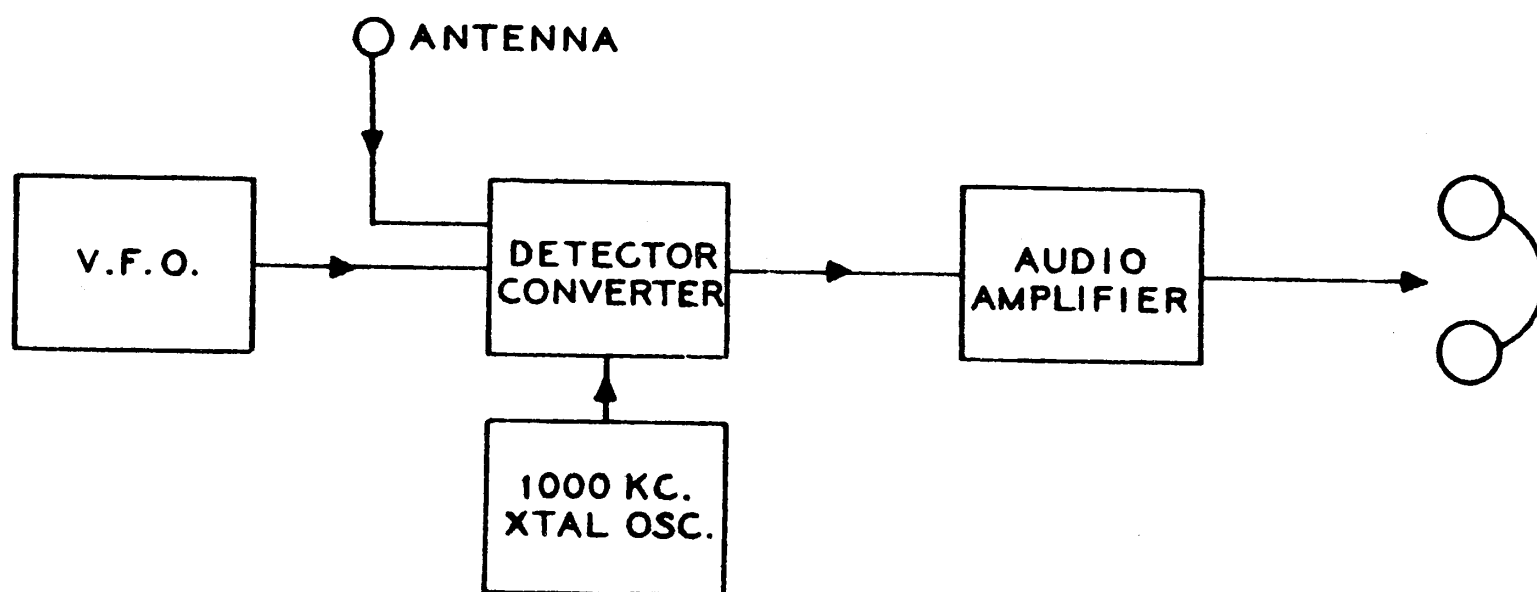 ANTENNA
V.F.O.
DETECTOR
CONVERTER
AUDIO
AMPLIFIER
1000 KC.
XTAL OSC.